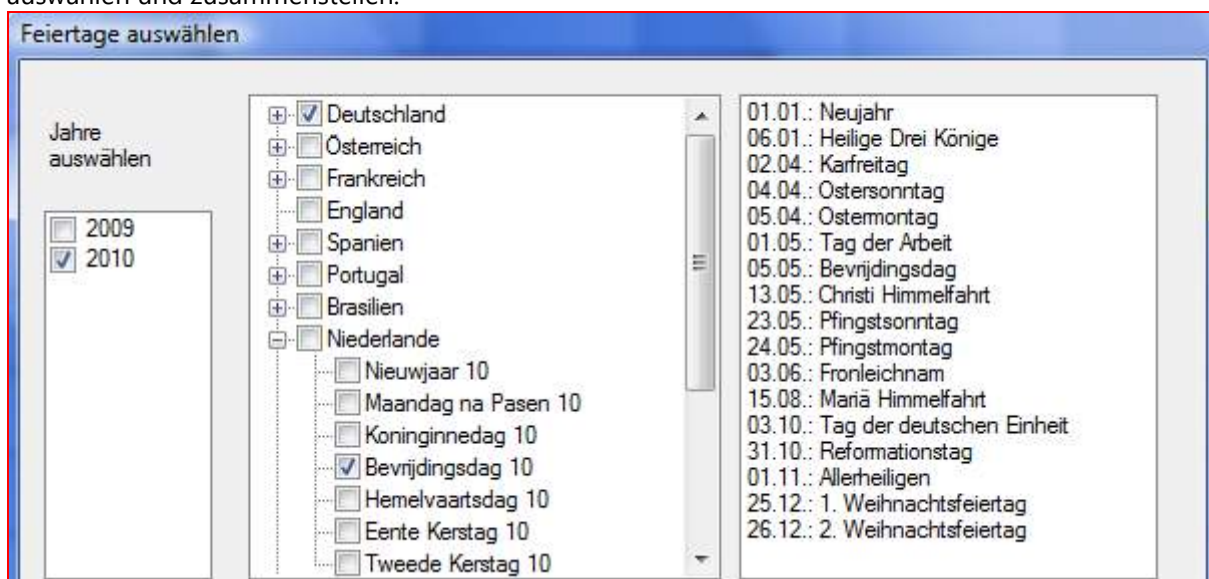 auswählen und zusammenstellen.
Feiertage auswählen
Jahre
auswählen
2009
2010
Deutschland
Österreich
Frankreich
England
Spanien
Portugal
Brasilien
Niederlande
Nieuwjaar 10
Maandag na Pasen 10
Koninginnedag 10
Bevrijdingsdag 10
Hemelvaartsdag 10
Eente Kerstag 10
Tweede Kerstag 10
01.01.: Neujahr
06.01.: Heilige Drei Könige
02.04.: Karfreitag
04.04.: Ostersonntag
05.04.: Ostermontag
01.05.: Tag der Arbeit
05.05.: Bevrijdingsdag
13.05.: Christi Himmelfahrt
23.05.: Pfingstsonntag
24.05.: Pfingstmontag
03.06.: Fronleichnam
15.08.: Mariä Himmelfahrt
03.10.: Tag der deutschen Einheit
31.10.: Reformationstag
01.11.: Allerheiligen
25.12.: 1. Weihnachtsfeiertag
26.12.: 2. Weihnachtsfeiertag